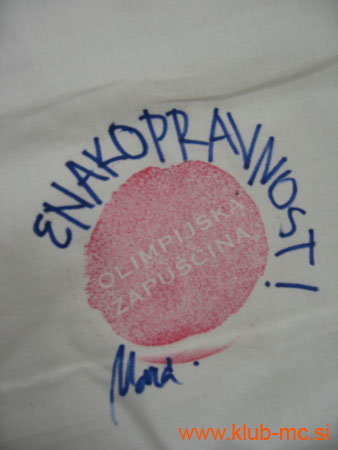 ENAKOPRAVNOST!
OLIMPIJSKA
ZAPUŠČINA
www.klub-mc.si